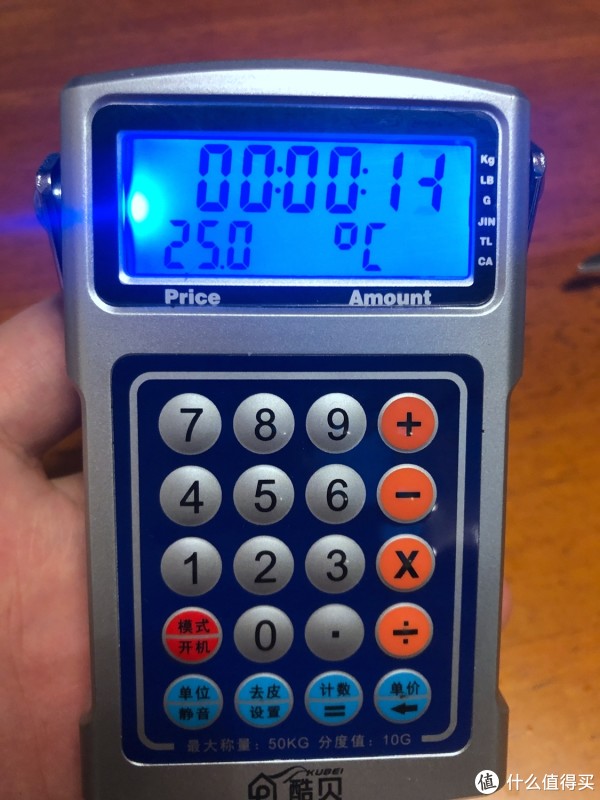 00:00:14
25.0 °C
Kg
LB
G
JIN
TL
CA
Price Amount
7 8 9 +
4 5 6 −
1 2 3 X
模式 开机 0 . ÷
单位 静音 去皮 设置 计数 = 单价 ←
最大称量：50KG 分度值：10G
KUBEI
酷贝
值 什么值得买